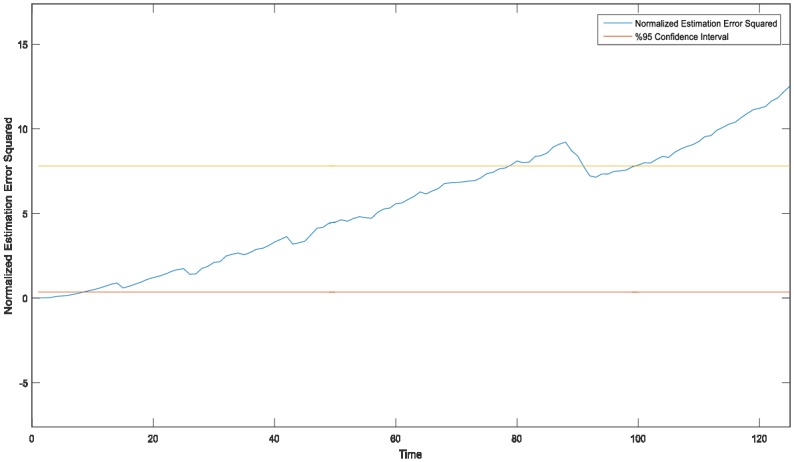 Normalized Estimation Error Squared
%95 Confidence Interval
15
10
5
0
-5
Normalized Estimation Error Squared
0 20 40 60 80 100 120
Time